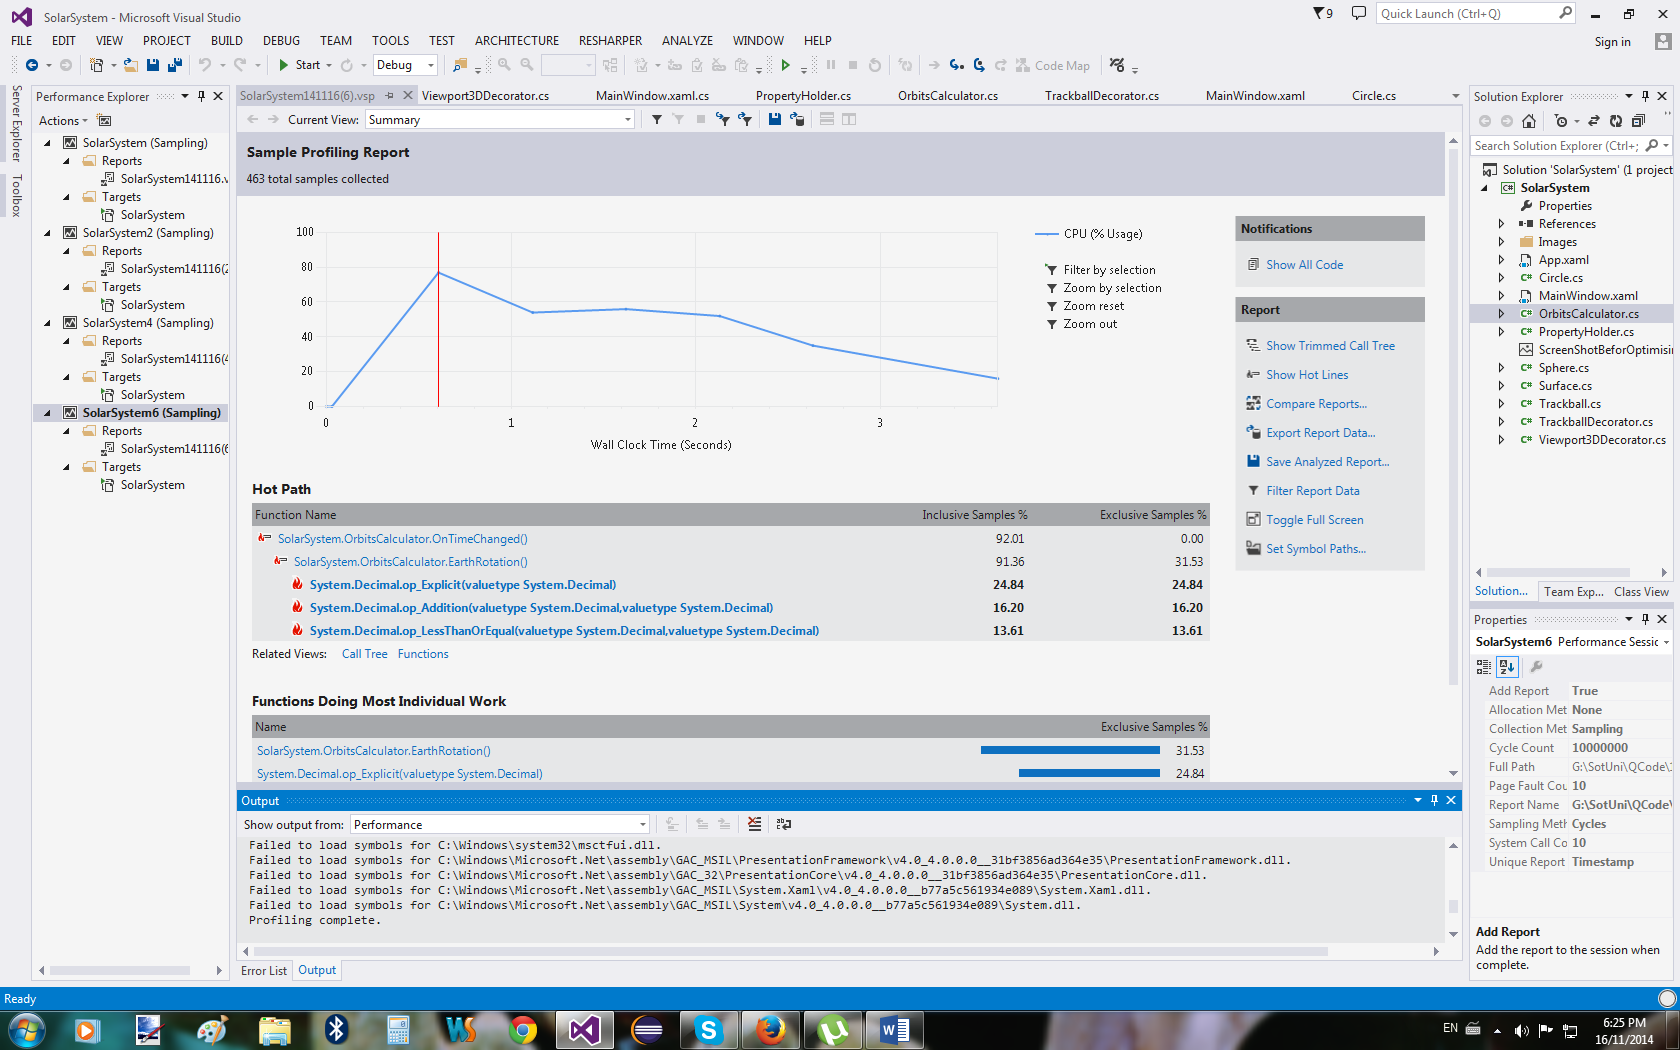 SolarSystem - Microsoft Visual Studio
9
Quick Launch (Ctrl+Q)
FILE EDIT VIEW PROJECT BUILD DEBUG TEAM TOOLS TEST ARCHITECTURE RESHARPER ANALYZE WINDOW HELP
Sign in
Start Debug Code Map
Server Explorer
Toolbox
Performance Explorer
Actions
SolarSystem (Sampling)
Reports
SolarSystem141116.v
Targets
SolarSystem
SolarSystem2 (Sampling)
Reports
SolarSystem141116(2
Targets
SolarSystem
SolarSystem4 (Sampling)
Reports
SolarSystem141116(4
Targets
SolarSystem
SolarSystem6 (Sampling)
Reports
SolarSystem141116(6
Targets
SolarSystem
SolarSystem141116(6).vsp Viewport3DDecorator.cs MainWindow.xaml.cs PropertyHolder.cs OrbitsCalculator.cs TrackballDecorator.cs MainWindow.xaml Circle.cs
Current View: Summary
Sample Profiling Report
463 total samples collected
100
80
60
40
20
0
0 1 2 3
Wall Clock Time (Seconds)
CPU (% Usage)
Filter by selection
Zoom by selection
Zoom reset
Zoom out
Notifications
Show All Code
Report
Show Trimmed Call Tree
Show Hot Lines
Compare Reports...
Export Report Data...
Save Analyzed Report...
Filter Report Data
Toggle Full Screen
Set Symbol Paths...
Hot Path
Function Name Inclusive Samples % Exclusive Samples %
SolarSystem.OrbitsCalculator.OnTimeChanged() 92.01 0.00
SolarSystem.OrbitsCalculator.EarthRotation() 91.36 31.53
System.Decimal.op_Explicit(valuetype System.Decimal) 24.84 24.84
System.Decimal.op_Addition(valuetype System.Decimal,valuetype System.Decimal) 16.20 16.20
System.Decimal.op_LessThanOrEqual(valuetype System.Decimal,valuetype System.Decimal) 13.61 13.61
Related Views: Call Tree Functions
Functions Doing Most Individual Work
Name Exclusive Samples %
SolarSystem.OrbitsCalculator.EarthRotation() 31.53
System.Decimal.op_Explicit(valuetype System.Decimal) 24.84
Output
Show output from: Performance
Failed to load symbols for C:\Windows\system32\msctfui.dll.
Failed to load symbols for C:\Windows\Microsoft.Net\assembly\GAC_MSIL\PresentationFramework\v4.0_4.0.0.0__31bf3856ad364e35\PresentationFramework.dll.
Failed to load symbols for C:\Windows\Microsoft.Net\assembly\GAC_32\PresentationCore\v4.0_4.0.0.0__31bf3856ad364e35\PresentationCore.dll.
Failed to load symbols for C:\Windows\Microsoft.Net\assembly\GAC_MSIL\System.Xaml\v4.0_4.0.0.0__b77a5c561934e089\System.Xaml.dll.
Failed to load symbols for C:\Windows\Microsoft.Net\assembly\GAC_MSIL\System\v4.0_4.0.0.0__b77a5c561934e089\System.dll.
Profiling complete.
Error List Output
Solution Explorer
Search Solution Explorer (Ctrl+;
Solution 'SolarSystem' (1 project
SolarSystem
Properties
References
Images
App.xaml
Circle.cs
MainWindow.xaml
OrbitsCalculator.cs
PropertyHolder.cs
ScreenShotBeforOptimisi
Sphere.cs
Surface.cs
Trackball.cs
TrackballDecorator.cs
Viewport3DDecorator.cs
Solution... Team Exp... Class View
Properties
SolarSystem6 Performance Sessic
Add Report True
Allocation Met None
Collection Met Sampling
Cycle Count 10000000
Full Path G:\SotUni\QCode\
Page Fault Cou 10
Report Name G:\SotUni\QCode\
Sampling Meth Cycles
System Call Co 10
Unique Report Timestamp
Add Report
Add the report to the session when
complete.
Ready
EN
6:25 PM
16/11/2014